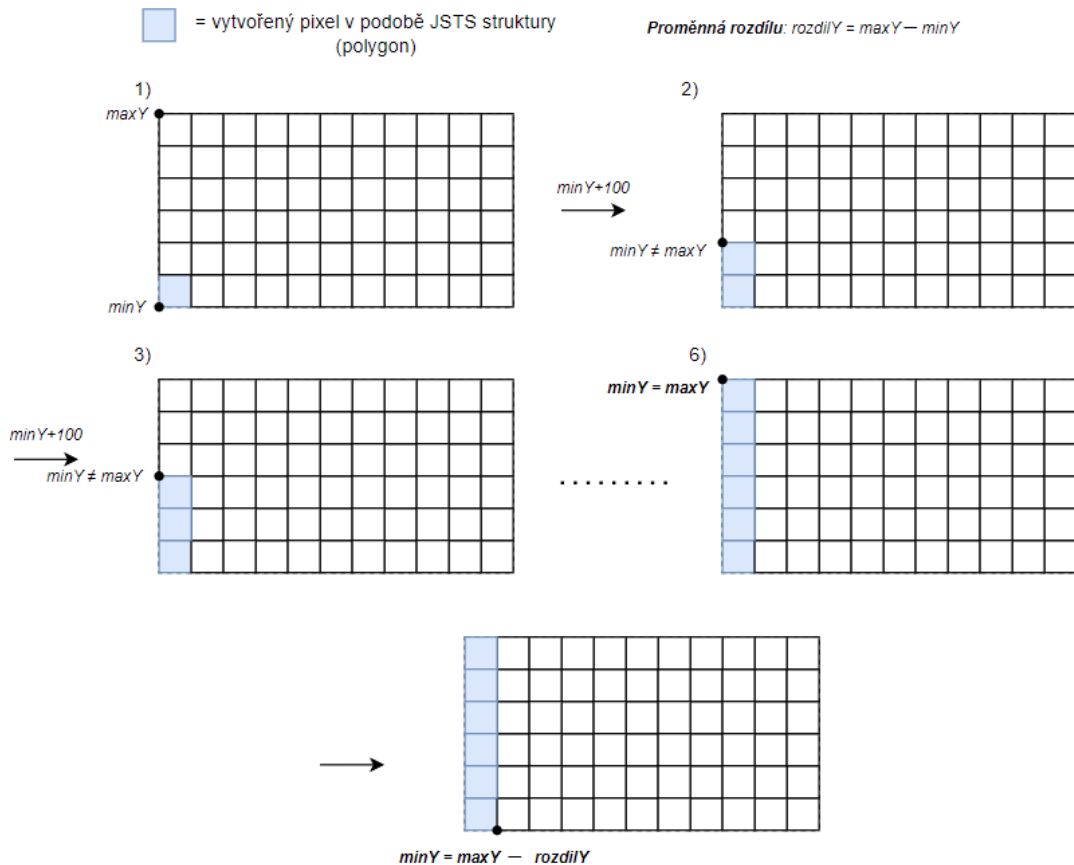 = vytvořený pixel v podobě JSTS struktury
(polygon)
Proměnná rozdílu: rozdilY = maxY — minY
1)
maxY
minY
minY+100
2)
minY ≠ maxY
3)
minY+100
minY ≠ maxY
.........
6)
minY = maxY
minY = maxY — rozdilY